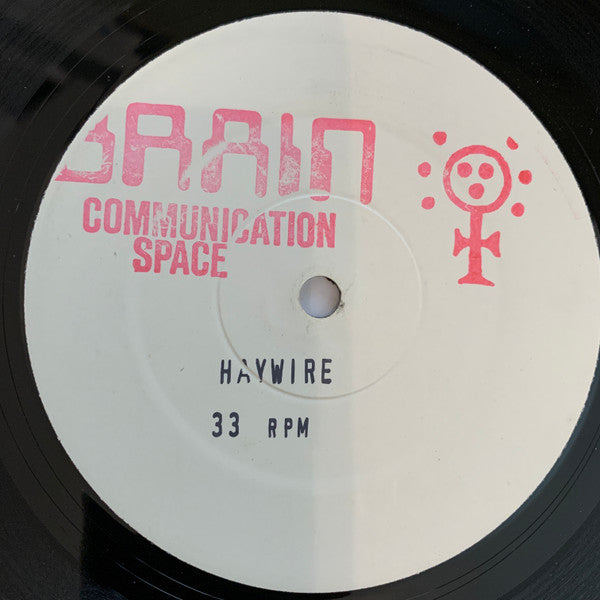 BRAIN
COMMUNICATION
SPACE
HAYWIRE
33 RPM